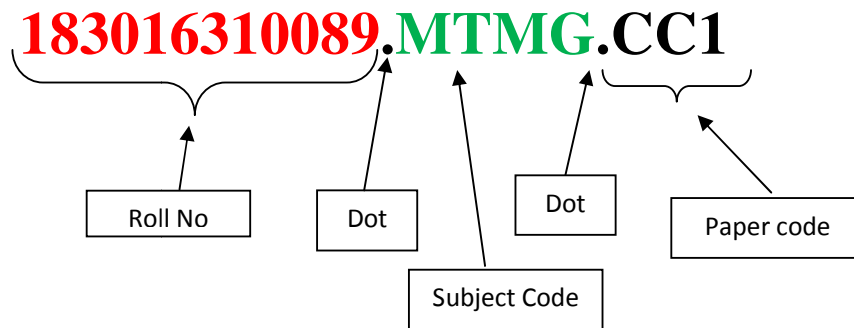 183016310089.MTMG.CC1
Roll No
Dot
Dot
Paper code
Subject Code